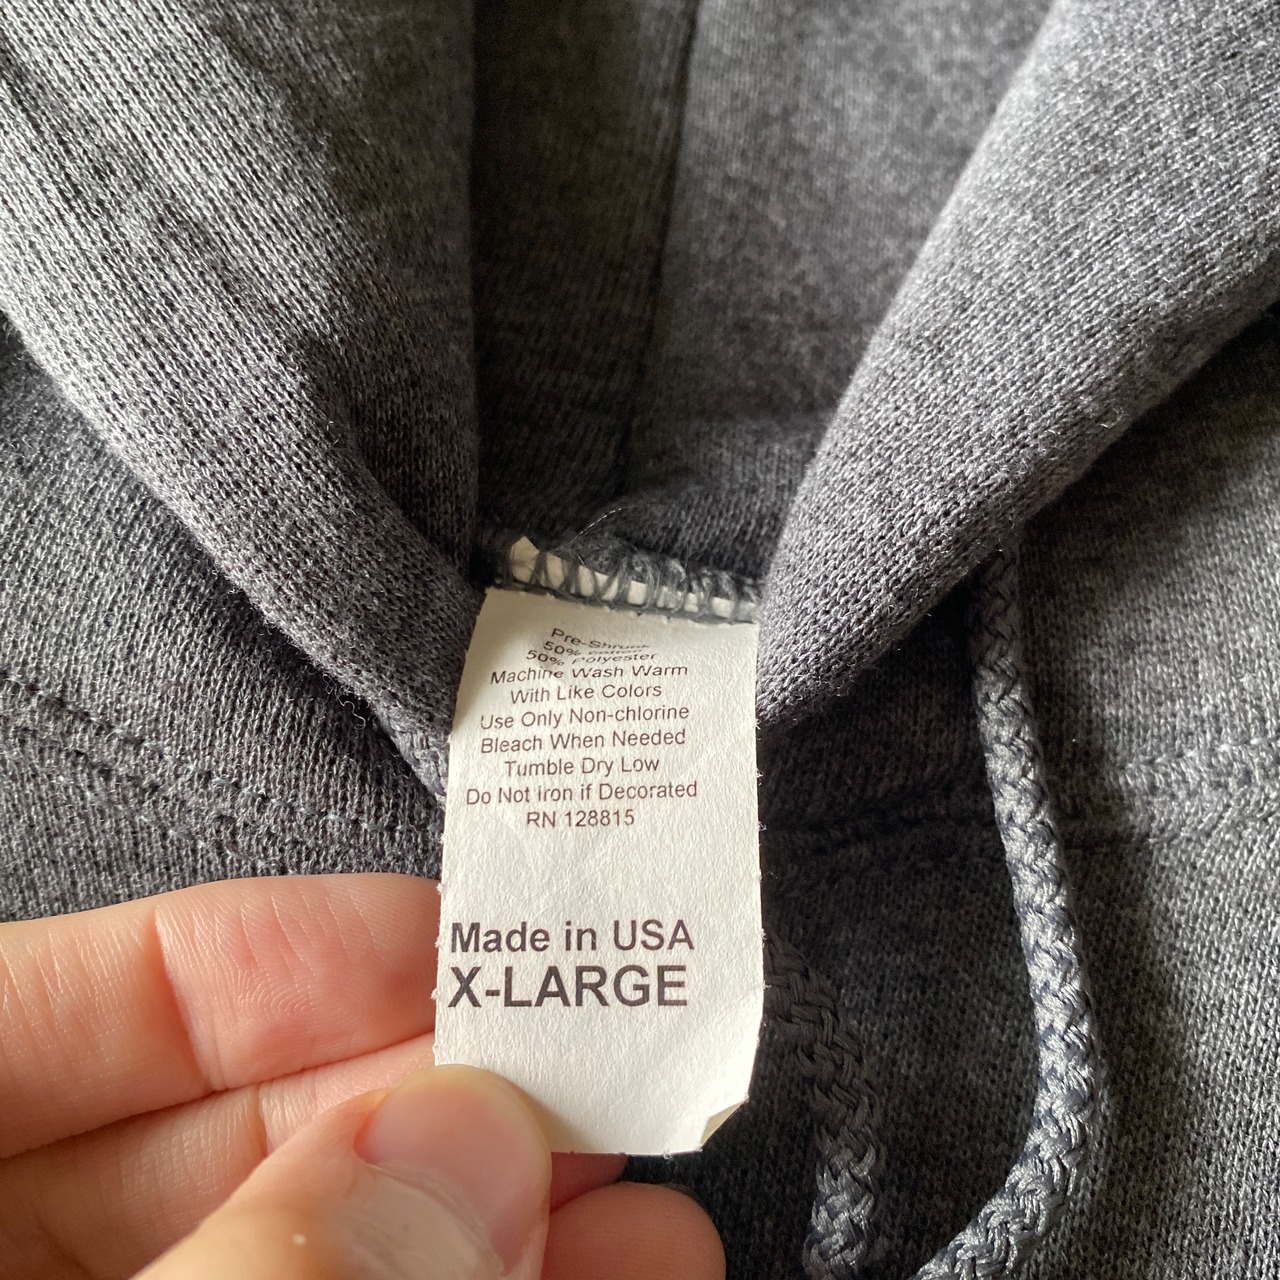 Pre-Shrunk
50% Cotton
50% Polyester
Machine Wash Warm
With Like Colors
Use Only Non-chlorine
Bleach When Needed
Tumble Dry Low
Do Not Iron if Decorated
RN 128815
Made in USA
X-LARGE